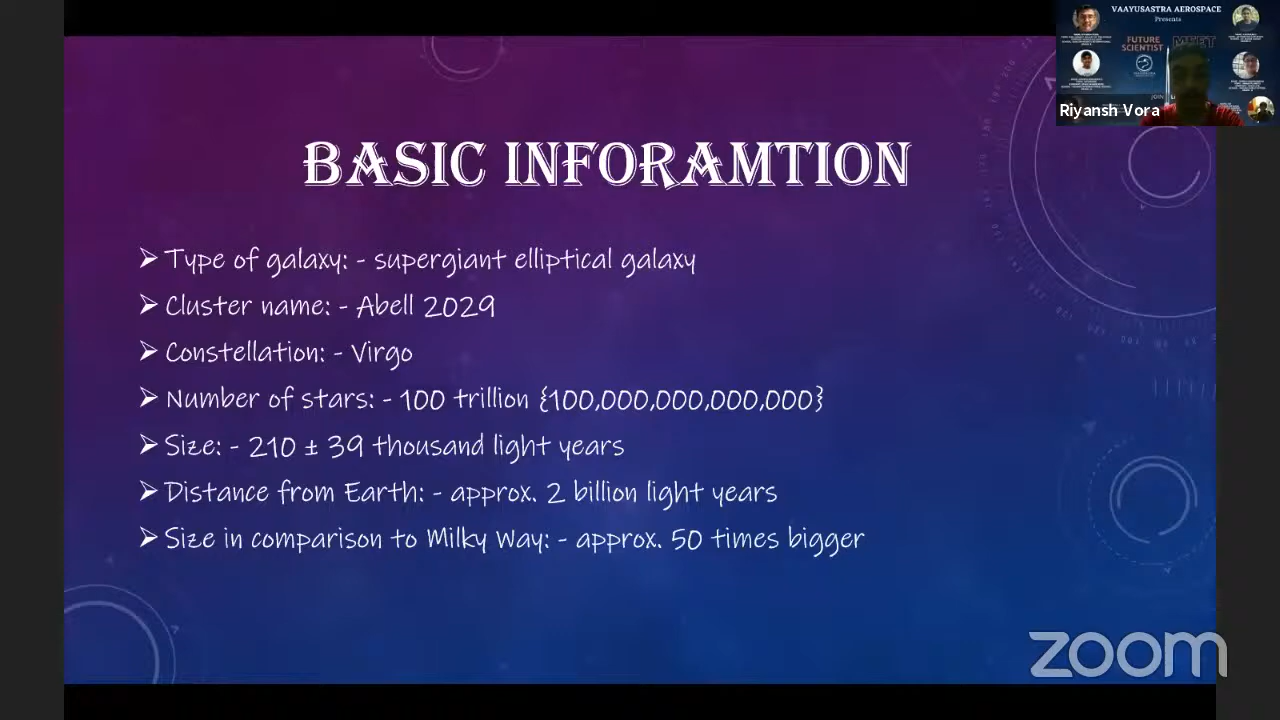 VAAYUSASTRA AEROSPACE
Presents
FUTURE
SCIENTIST MEET
Riyansh Vora
BASIC INFORAMTION
➢ Type of galaxy: - supergiant elliptical galaxy
➢ Cluster name: - Abell 2029
➢ Constellation: - Virgo
➢ Number of stars: - 100 trillion {100,000,000,000,000}
➢ Size: - 210 ± 39 thousand light years
➢ Distance from Earth: - approx. 2 billion light years
➢ Size in comparison to Milky Way: - approx. 50 times bigger
zoom